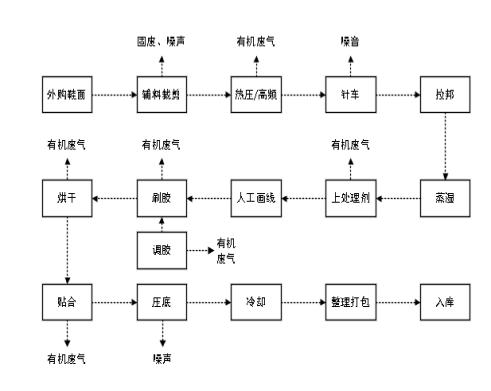 固废、噪声
有机废气
噪音
外购鞋面
辅料裁剪
热压/高频
针车
拉邦
有机废气
有机废气
有机废气
烘干
刷胶
人工画线
上处理剂
蒸湿
调胶
有机
废气
贴合
压底
冷却
整理打包
入库
有机废气
噪声